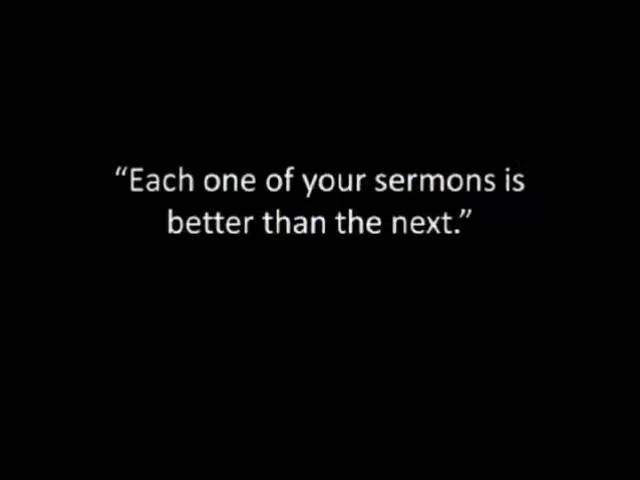 “Each one of your sermons is
better than the next.”